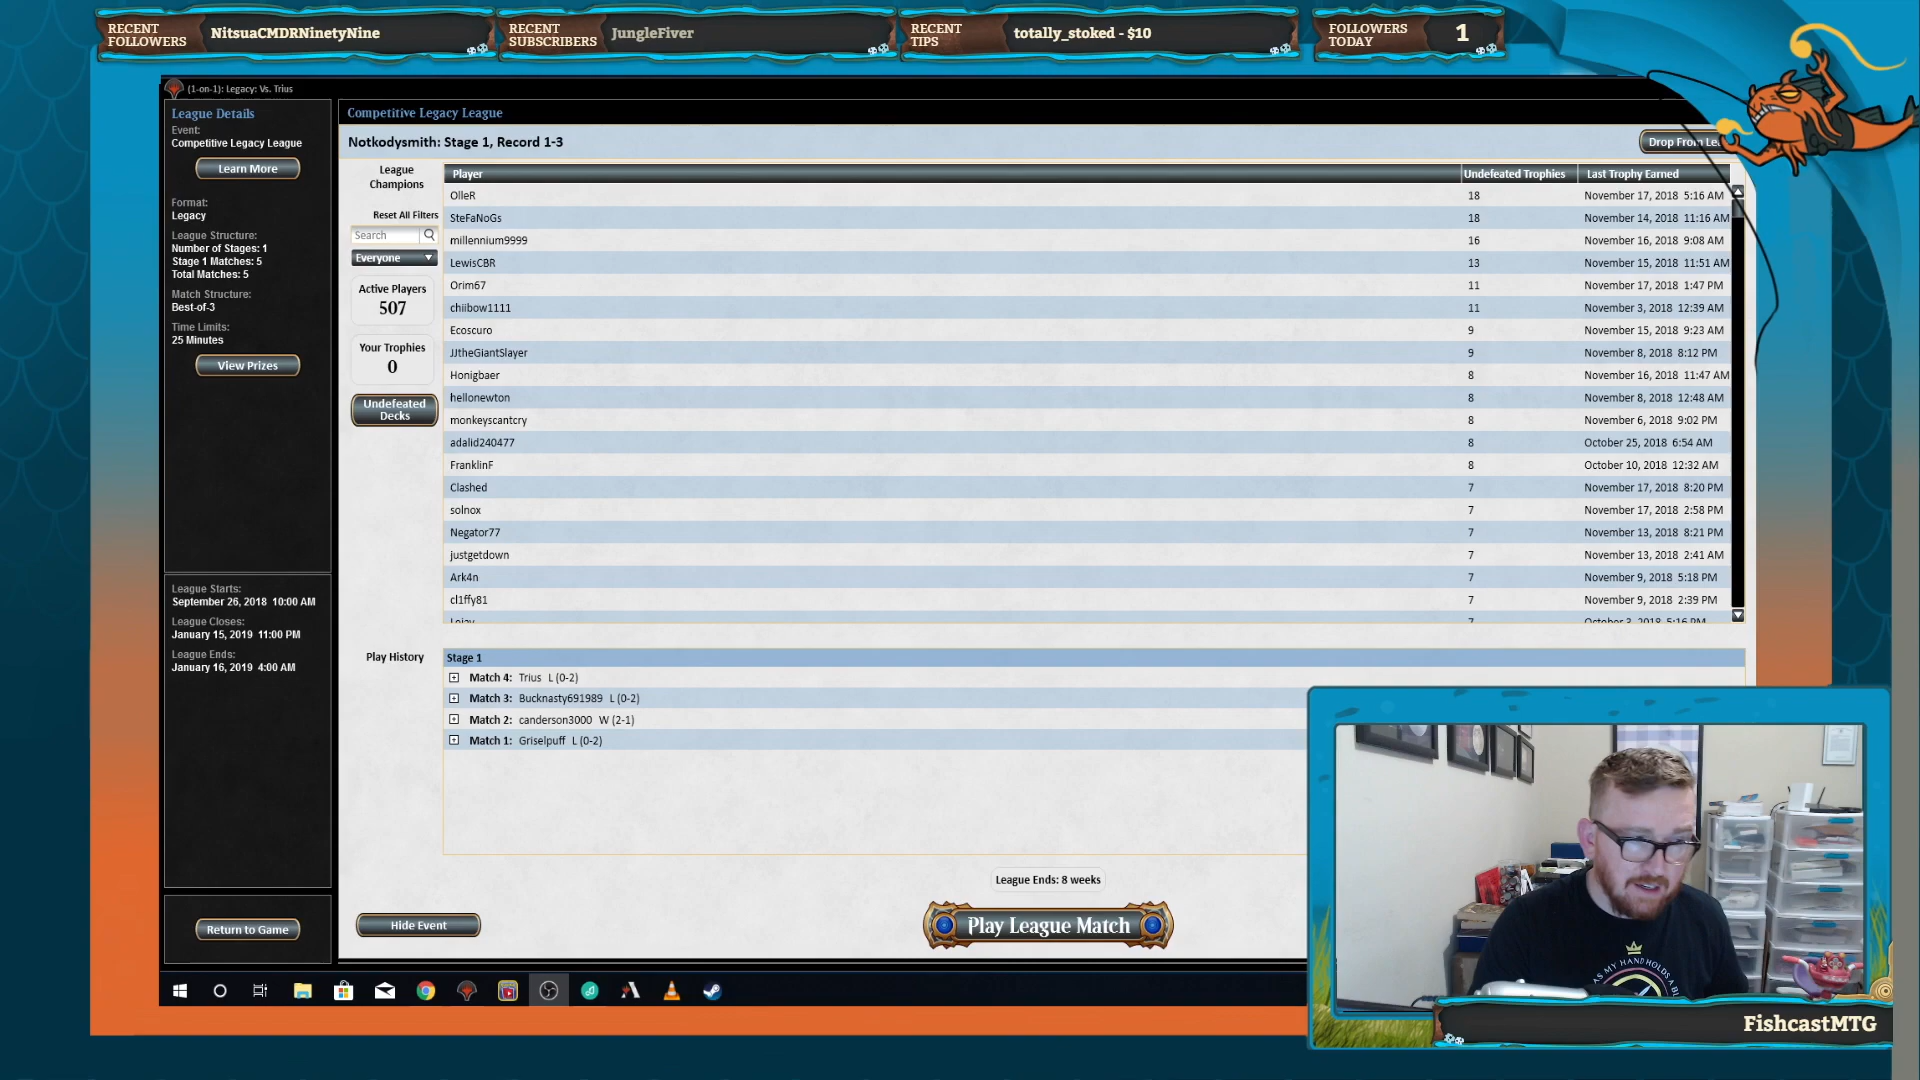 RECENT FOLLOWERS NitsuaCMDRNinetyNine
RECENT SUBSCRIBERS JungleFiver
RECENT TIPS totally_stoked - $10
FOLLOWERS TODAY 1
(1-on-1): Legacy: Vs. Trius
League Details
Event:
Competitive Legacy League
Learn More
Format:
Legacy
League Structure:
Number of Stages: 1
Stage 1 Matches: 5
Total Matches: 5
Match Structure:
Best-of-3
Time Limits:
25 Minutes
View Prizes
League Starts:
September 26, 2018 10:00 AM
League Closes:
January 15, 2019 11:00 PM
League Ends:
January 16, 2019 4:00 AM
Return to Game
Competitive Legacy League
Notkodysmith: Stage 1, Record 1-3
Drop From Le
League Champions
Reset All Filters
Search
Everyone
Active Players
507
Your Trophies
0
Undefeated Decks
Player Undefeated Trophies Last Trophy Earned
OlleR 18 November 17, 2018 5:16 AM
SteFaNoGs 18 November 14, 2018 11:16 AM
millennium9999 16 November 16, 2018 9:08 AM
LewisCBR 13 November 15, 2018 11:51 AM
Orim67 11 November 17, 2018 1:47 PM
chiibow1111 11 November 3, 2018 12:39 AM
Ecoscuro 9 November 15, 2018 9:23 AM
JJtheGiantSlayer 9 November 8, 2018 8:12 PM
Honigbaer 8 November 16, 2018 11:47 AM
hellonewton 8 November 8, 2018 12:48 AM
monkeyscantcry 8 November 6, 2018 9:02 PM
adalid240477 8 October 25, 2018 6:54 AM
FranklinF 8 October 10, 2018 12:32 AM
Clashed 7 November 17, 2018 8:20 PM
solnox 7 November 17, 2018 2:58 PM
Negator77 7 November 13, 2018 8:21 PM
justgetdown 7 November 13, 2018 2:41 AM
Ark4n 7 November 9, 2018 5:18 PM
cl1ffy81 7 November 9, 2018 2:39 PM
7 October 3, 2018 5:16 PM
Play History
Stage 1
Match 4: Trius L (0-2)
Match 3: Bucknasty691989 L (0-2)
Match 2: canderson3000 W (2-1)
Match 1: Griselpuff L (0-2)
League Ends: 8 weeks
Hide Event
Play League Match
AS MY HAND HOLDS
FishcastMTG